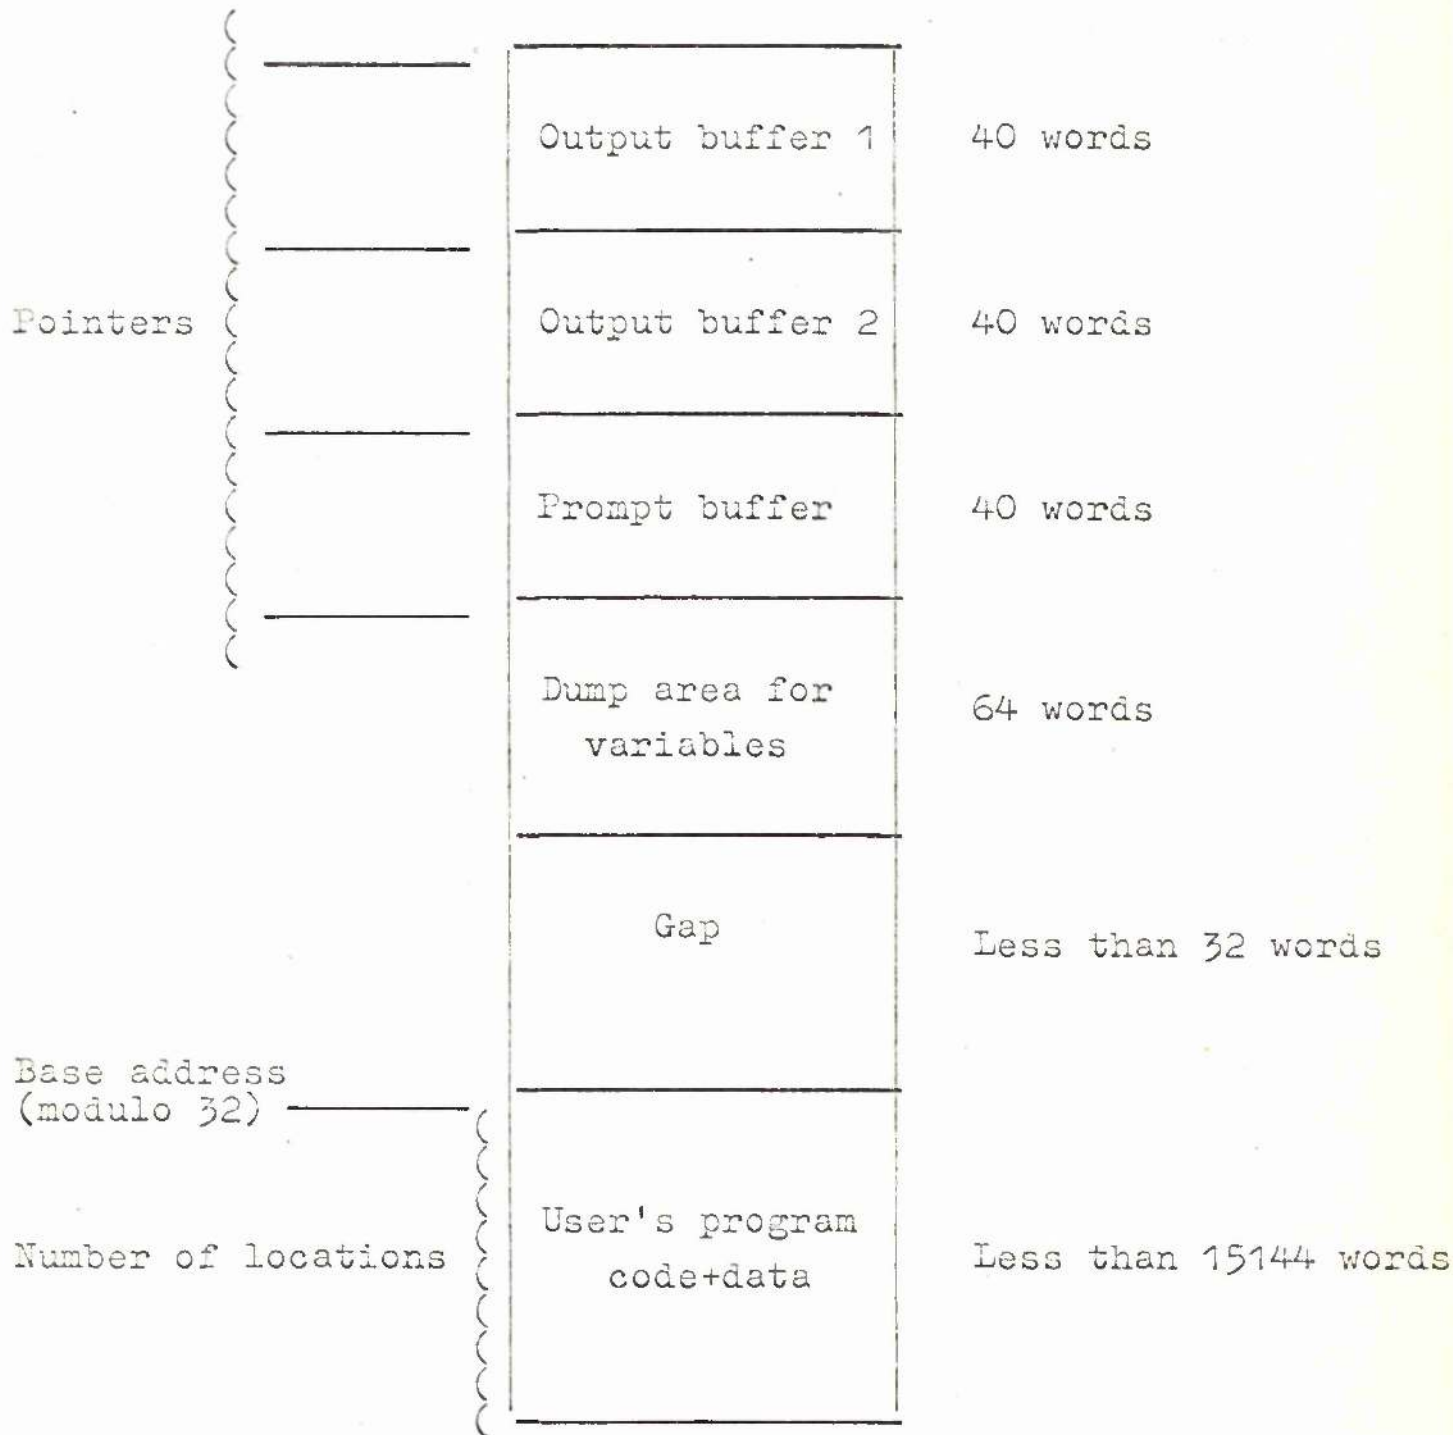 Output buffer 1 40 words
Pointers Output buffer 2 40 words
Prompt buffer 40 words
Dump area for
variables
64 words
Gap
Less than 32 words
Base address
(modulo 32)
User's program
code+data
Number of locations
Less than 15144 words